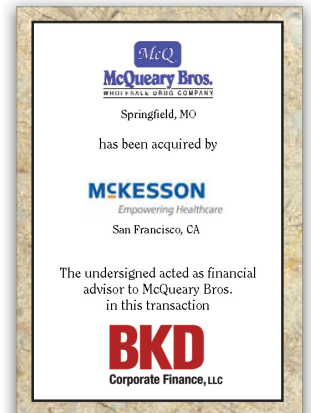 McQ
McQueary Bros.
WHOLESALE DRUG COMPANY
Springfield, MO
has been acquired by
MCKESSON
Empowering Healthcare
San Francisco, CA
The undersigned acted as financial
advisor to McQueary Bros.
in this transaction
BKD
Corporate Finance, LLC